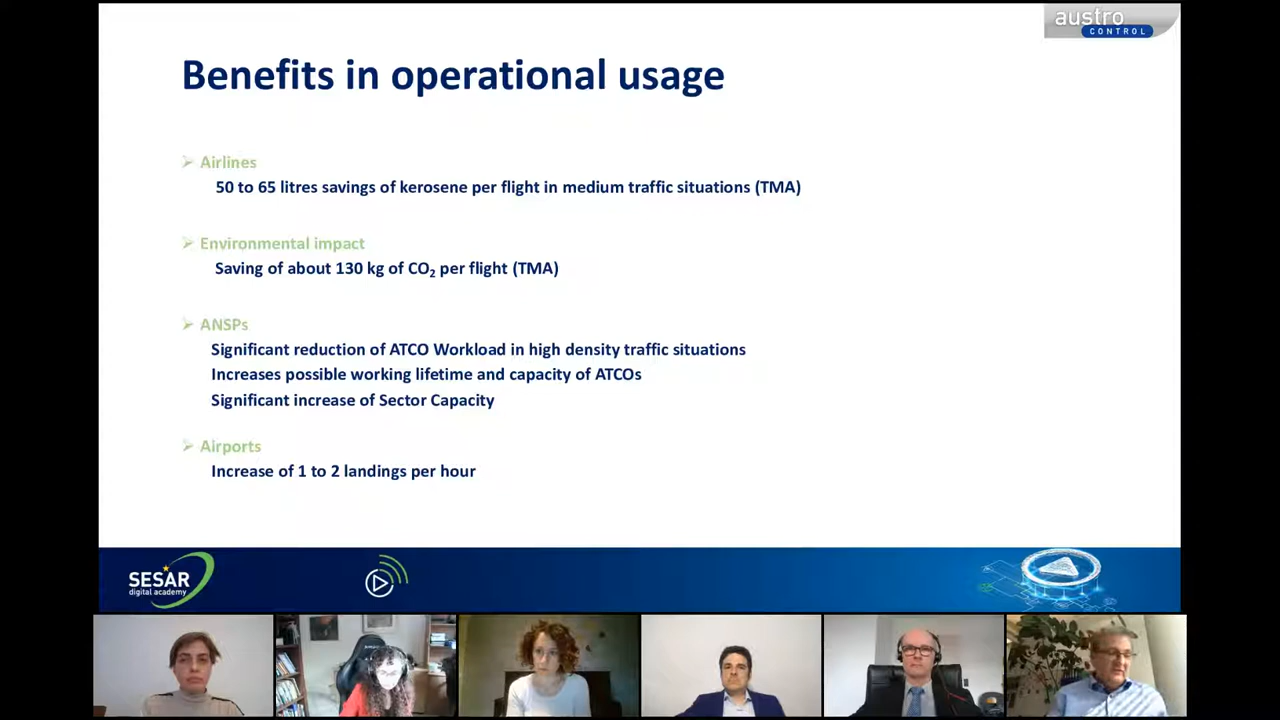 austro
CONTROL
Benefits in operational usage
Airlines
50 to 65 litres savings of kerosene per flight in medium traffic situations (TMA)
Environmental impact
Saving of about 130 kg of CO₂ per flight (TMA)
ANSPs
Significant reduction of ATCO Workload in high density traffic situations
Increases possible working lifetime and capacity of ATCOs
Significant increase of Sector Capacity
Airports
Increase of 1 to 2 landings per hour
SESAR
digital academy